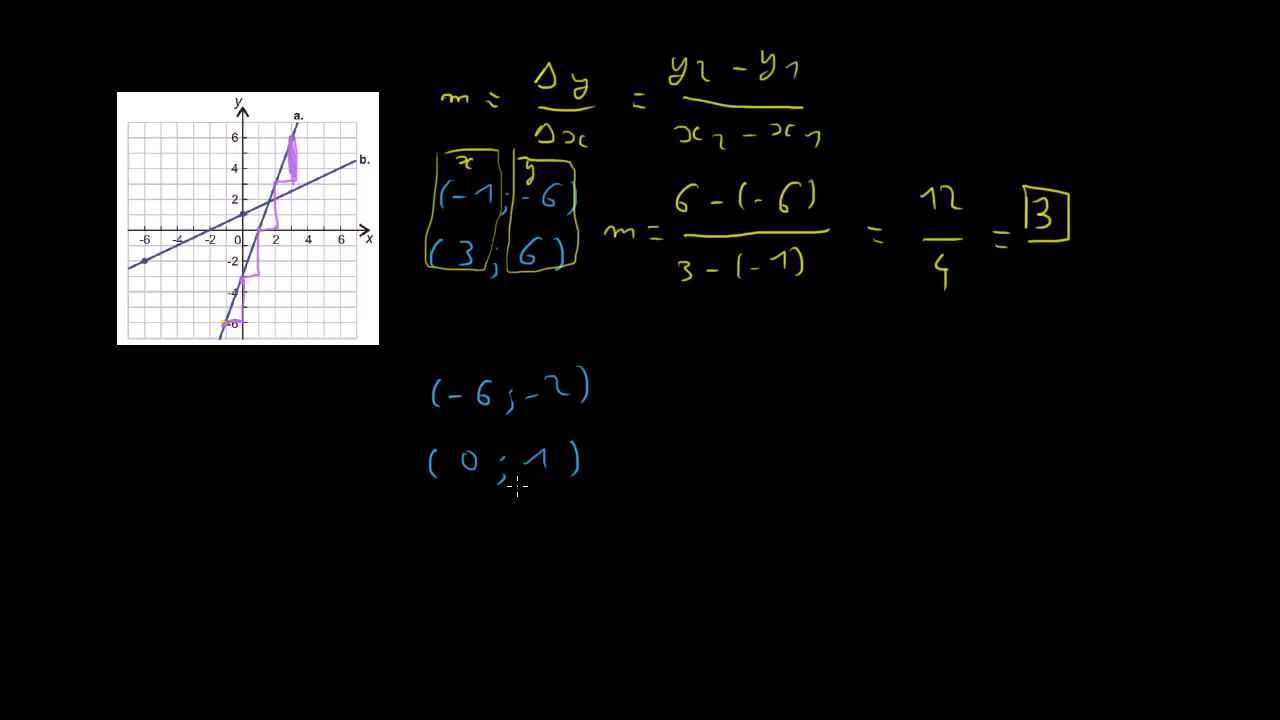 y
a.
6
b.
4
2
-6 -4 -2 0 2 4 6 x
-2
-4
-6
m = Δy / Δx = y2 - y1 / x2 - x1
x y
(-1 ; -6)
(3 ; 6)
m = 6 - (-6) / 3 - (-1) = 12 / 4 = 3
(-6 ; -2)
(0 ; 1)